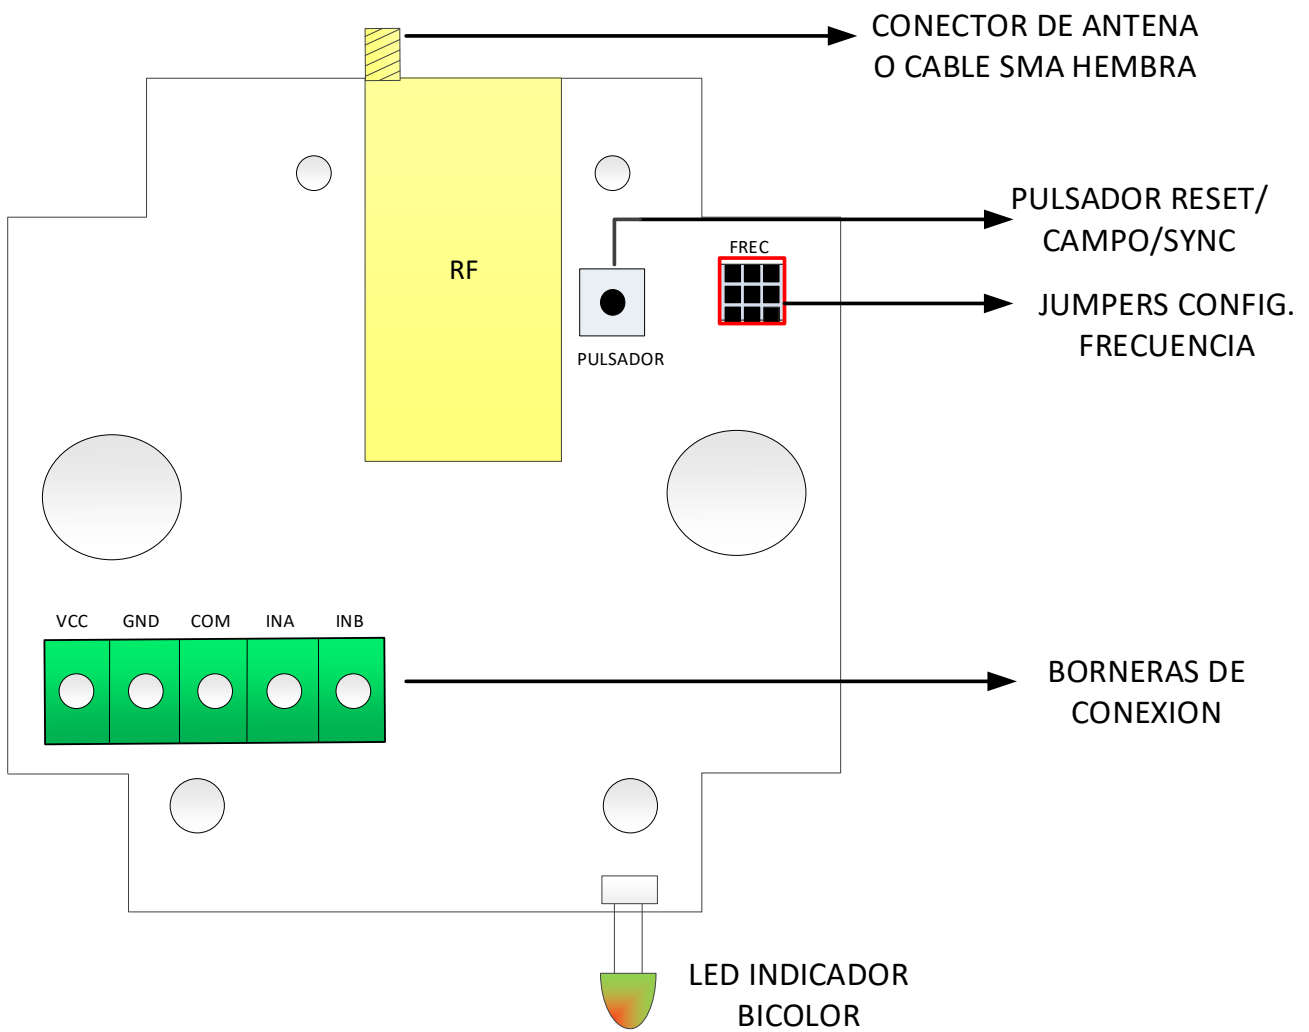 CONECTOR DE ANTENA
O CABLE SMA HEMBRA
PULSADOR RESET/
CAMPO/SYNC
FREC
RF
JUMPERS CONFIG.
FRECUENCIA
PULSADOR
VCC GND COM INA INB
BORNERAS DE
CONEXION
LED INDICADOR
BICOLOR